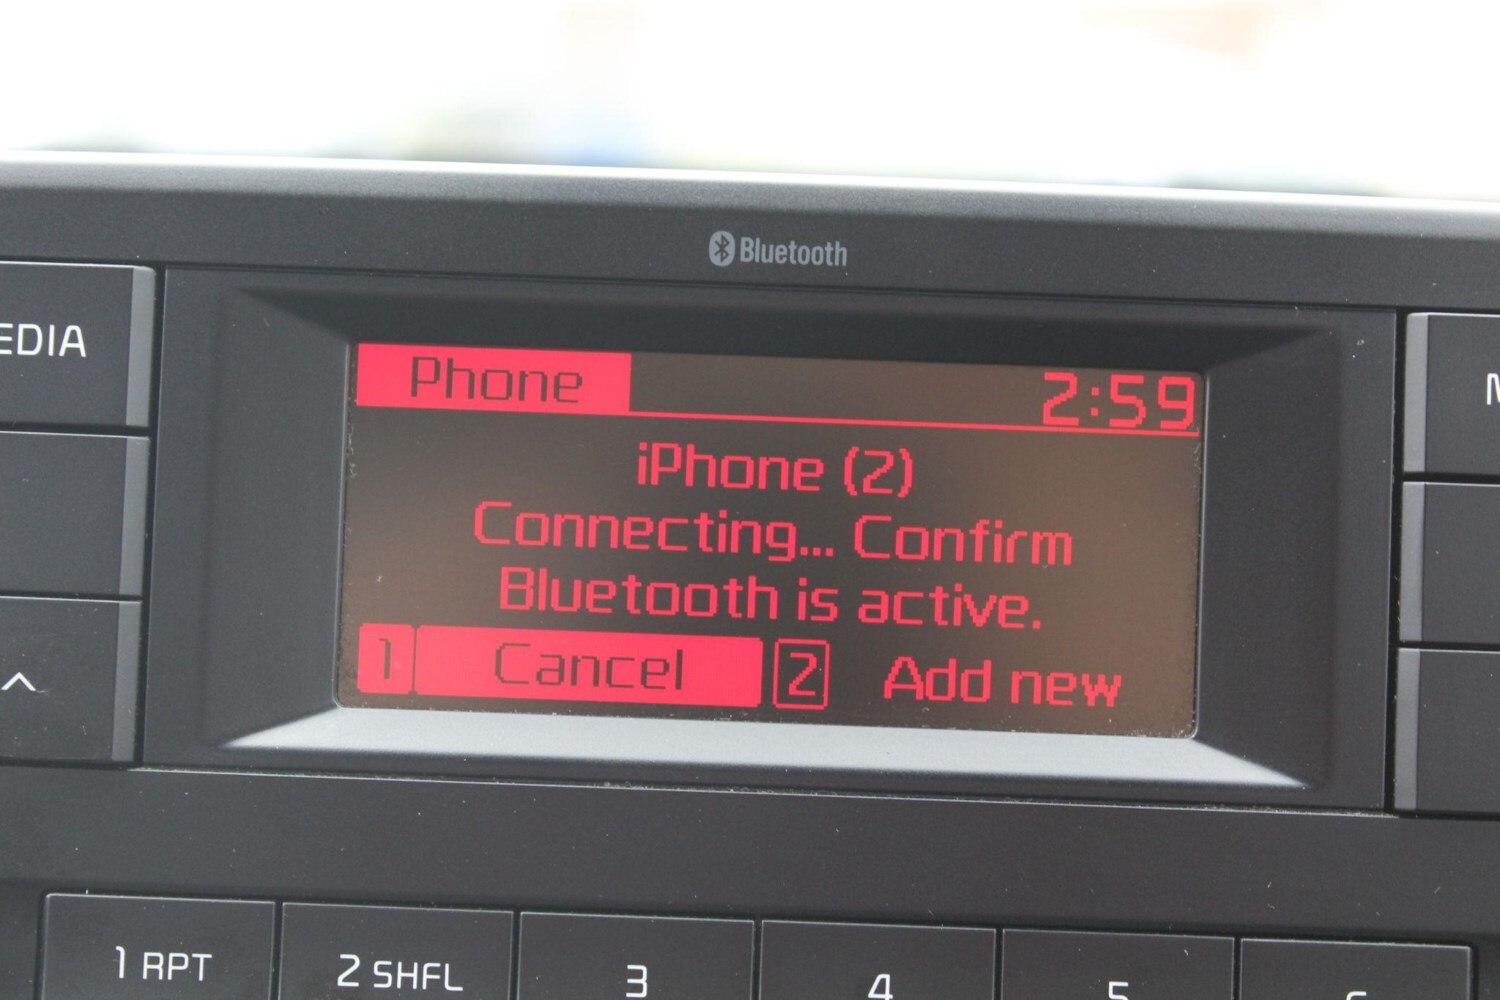 Bluetooth
EDIA
Phone 2:59
iPhone (2)
Connecting... Confirm
Bluetooth is active.
1 Cancel 2 Add new
1 RPT 2 SHFL 3 4 5